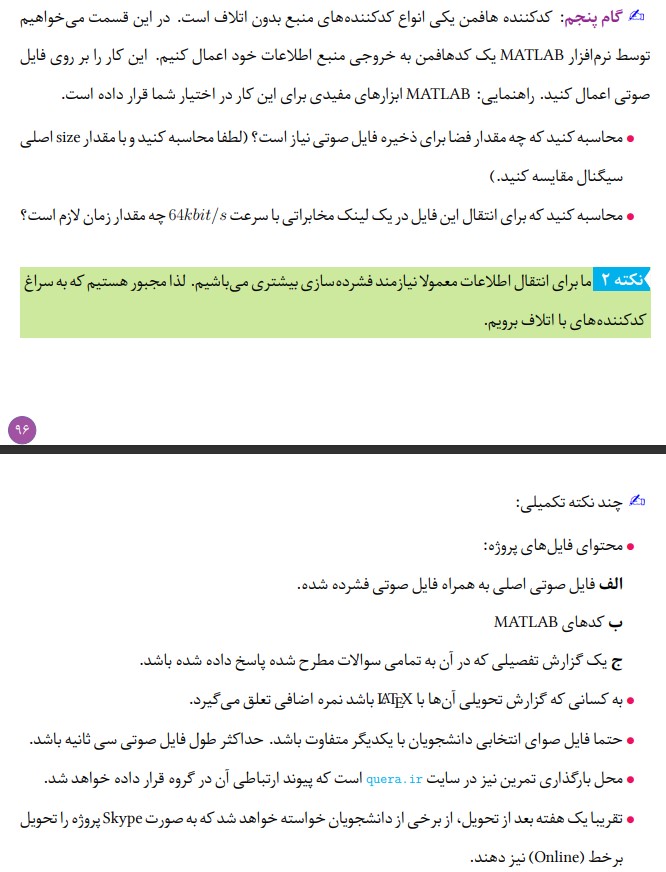 گام پنجم: کدکننده هافمن یکی انواع کدکننده‌های منبع بدون اتلاف است. در این قسمت می‌خواهیم
توسط نرم‌افزار MATLAB یک کدهافمن به خروجی منبع اطلاعات خود اعمال کنیم. این کار را بر روی فایل
صوتی اعمال کنید. راهنمایی: MATLAB ابزارهای مفیدی برای این کار در اختیار شما قرار داده است.
• محاسبه کنید که چه مقدار فضا برای ذخیره فایل صوتی نیاز است؟ (لطفا محاسبه کنید و با مقدار size اصلی
سیگنال مقایسه کنید.)
• محاسبه کنید که برای انتقال این فایل در یک لینک مخابراتی با سرعت 64kbit/s چه مقدار زمان لازم است؟
نکته ۲ ما برای انتقال اطلاعات معمولا نیازمند فشرده‌سازی بیشتری می‌باشیم. لذا مجبور هستیم که به سراغ
کدکننده‌های با اتلاف برویم.
۹۶
چند نکته تکمیلی:
• محتوای فایل‌های پروژه:
الف فایل صوتی اصلی به همراه فایل صوتی فشرده شده.
ب کدهای MATLAB
ج یک گزارش تفصیلی که در آن به تمامی سوالات مطرح شده پاسخ داده شده باشد.
• به کسانی که گزارش تحویلی آن‌ها با LATEX باشد نمره اضافی تعلق می‌گیرد.
• حتما فایل صوای انتخابی دانشجویان با یکدیگر متفاوت باشد. حداکثر طول فایل صوتی سی ثانیه باشد.
• محل بارگذاری تمرین نیز در سایت quera.ir است که پیوند ارتباطی آن در گروه قرار داده خواهد شد.
• تقریبا یک هفته بعد از تحویل، از برخی از دانشجویان خواسته خواهد شد که به صورت Skype پروژه را تحویل
برخط (Online) نیز دهند.